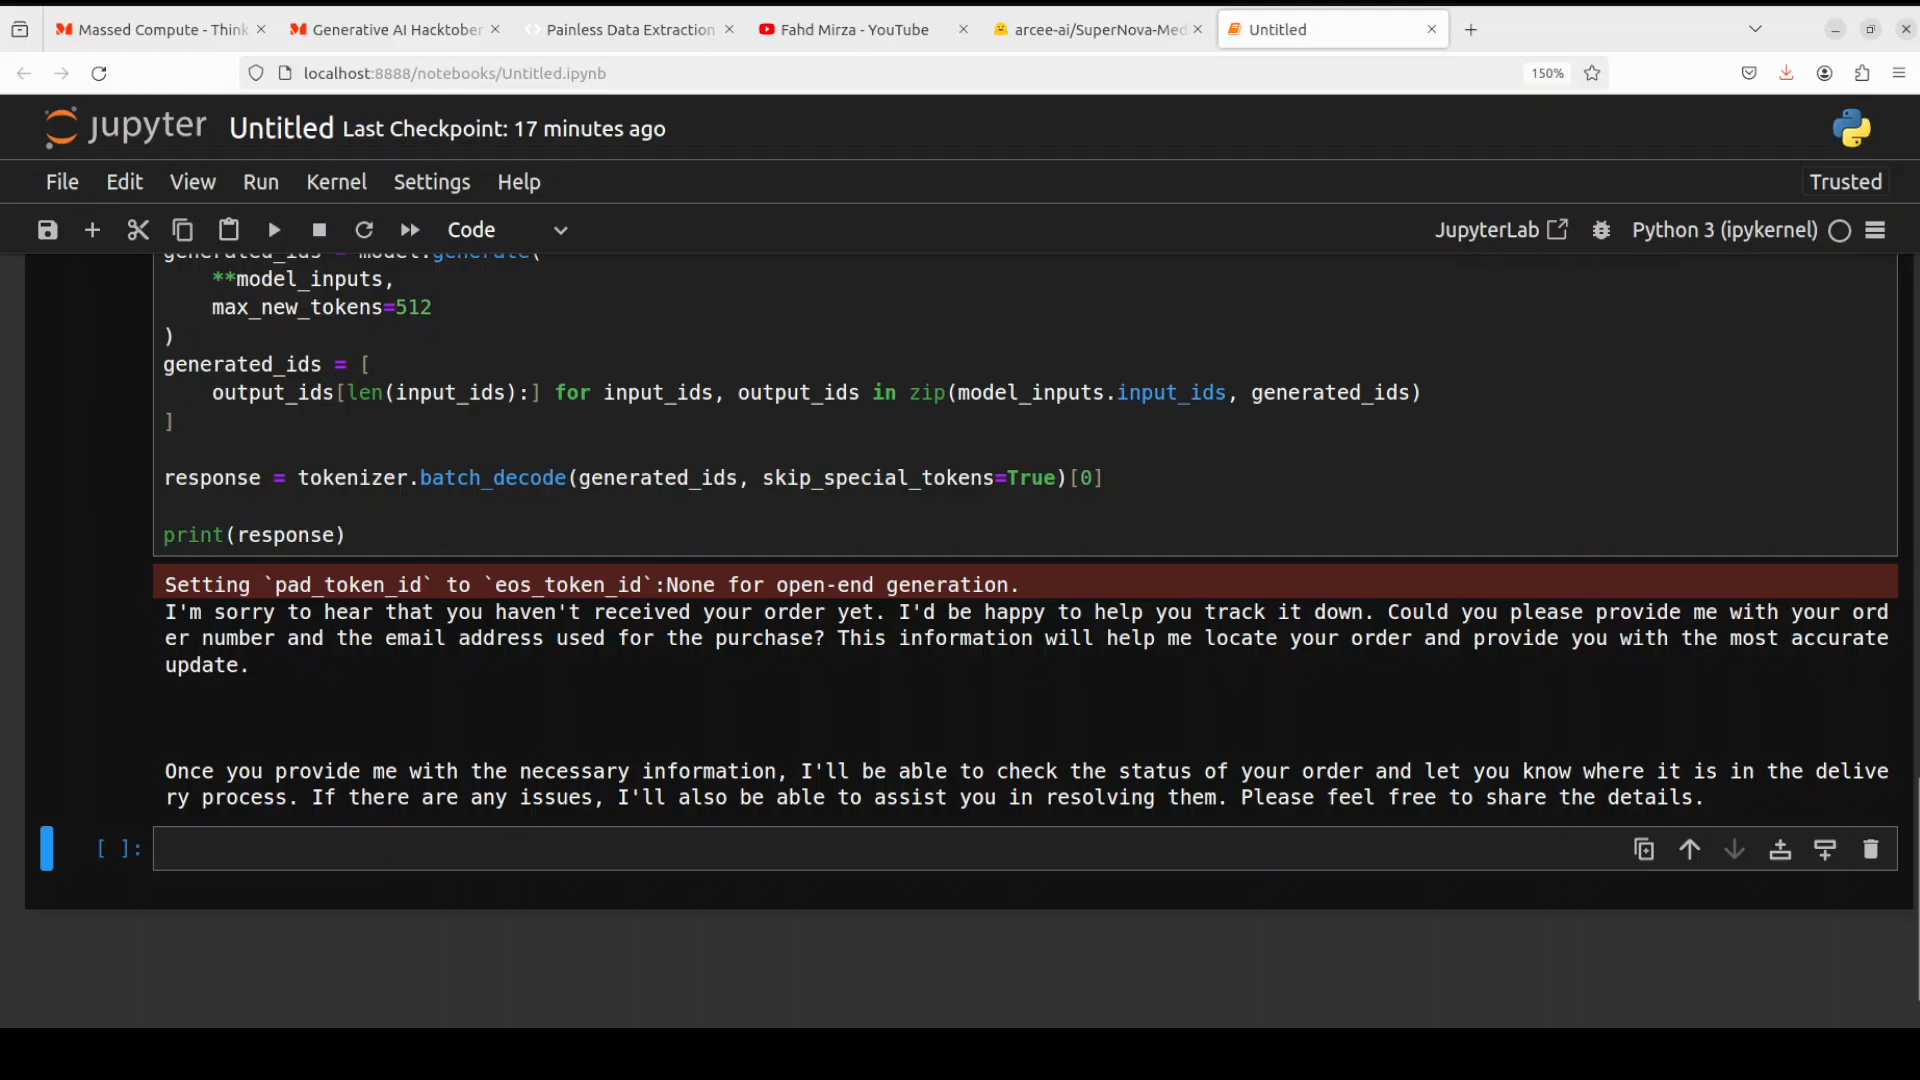 Massed Compute - Think
Generative AI Hacktober
Painless Data Extraction
Fahd Mirza - YouTube
arcee-ai/SuperNova-Med
Untitled
localhost:8888/notebooks/Untitled.ipynb
150%
jupyter
Untitled Last Checkpoint: 17 minutes ago
File Edit View Run Kernel Settings Help
Trusted
Code
JupyterLab
Python 3 (ipykernel)
generated_ids = model.generate(
    **model_inputs,
    max_new_tokens=512
)
generated_ids = [
    output_ids[len(input_ids):] for input_ids, output_ids in zip(model_inputs.input_ids, generated_ids)
]
response = tokenizer.batch_decode(generated_ids, skip_special_tokens=True)[0]
print(response)
Setting `pad_token_id` to `eos_token_id`:None for open-end generation.
I'm sorry to hear that you haven't received your order yet. I'd be happy to help you track it down. Could you please provide me with your ord
er number and the email address used for the purchase? This information will help me locate your order and provide you with the most accurate
update.
Once you provide me with the necessary information, I'll be able to check the status of your order and let you know where it is in the delive
ry process. If there are any issues, I'll also be able to assist you in resolving them. Please feel free to share the details.
[ ]: